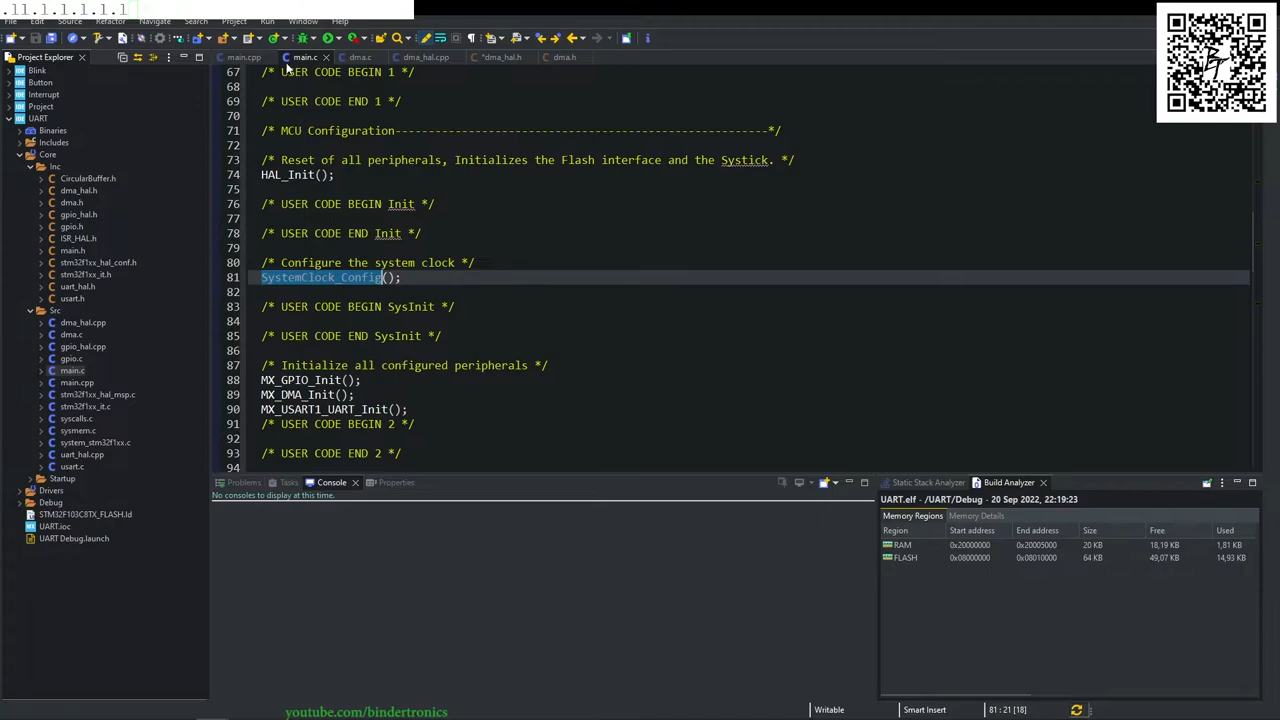 .ll.l.l.l.l.l
File Edit Source Refactor Navigate Search Project Run Window Help
Project Explorer
main.cpp main.c dma.c dma_hal.cpp *dma_hal.h dma.h
Blink
Button
Interrupt
Project
UART
Binaries
Includes
Core
Inc
CircularBuffer.h
dma_hal.h
dma.h
gpio_hal.h
gpio.h
ISR_HAL.h
main.h
stm32f1xx_hal_conf.h
stm32f1xx_it.h
uart_hal.h
usart.h
Src
dma_hal.cpp
dma.c
gpio_hal.cpp
gpio.c
main.c
main.cpp
stm32f1xx_hal_msp.c
stm32f1xx_it.c
syscalls.c
sysmem.c
system_stm32f1xx.c
uart_hal.cpp
usart.c
Startup
Drivers
Debug
STM32F103C8TX_FLASH.ld
UART.ioc
UART Debug.launch
67 /* USER CODE BEGIN 1 */
68
69 /* USER CODE END 1 */
70
71 /* MCU Configuration--------------------------------------------------------*/
72
73 /* Reset of all peripherals, Initializes the Flash interface and the Systick. */
74 HAL_Init();
75
76 /* USER CODE BEGIN Init */
77
78 /* USER CODE END Init */
79
80 /* Configure the system clock */
81 SystemClock_Config();
82
83 /* USER CODE BEGIN SysInit */
84
85 /* USER CODE END SysInit */
86
87 /* Initialize all configured peripherals */
88 MX_GPIO_Init();
89 MX_DMA_Init();
90 MX_USART1_UART_Init();
91 /* USER CODE BEGIN 2 */
92
93 /* USER CODE END 2 */
94
Problems Tasks Console Properties
No consoles to display at this time.
Static Stack Analyzer Build Analyzer
UART.elf - /UART/Debug - 20 Sep 2022, 22:19:23
Memory Regions Memory Details
Region Start address End address Size Free Used
RAM 0x20000000 0x20005000 20 KB 18,19 KB 1,81 KB
FLASH 0x08000000 0x08010000 64 KB 49,07 KB 14,93 KB
youtube.com/bindertronics
Writable Smart Insert 81 : 21 [18]